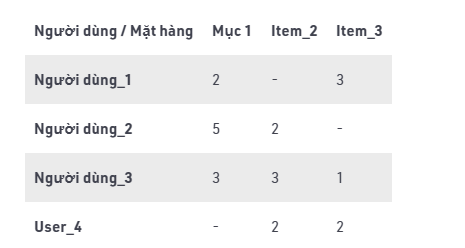 Người dùng / Mặt hàng Mục 1 Item_2 Item_3
Người dùng_1 2 - 3
Người dùng_2 5 2 -
Người dùng_3 3 3 1
User_4 - 2 2